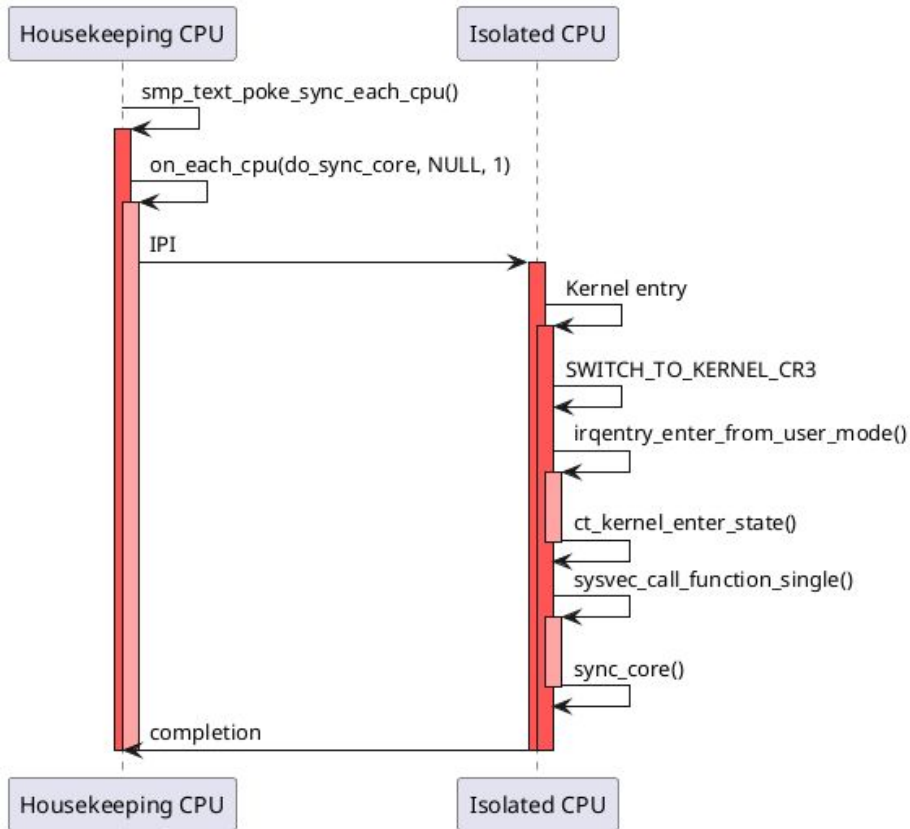 Housekeeping CPU
Isolated CPU
smp_text_poke_sync_each_cpu()
on_each_cpu(do_sync_core, NULL, 1)
IPI
Kernel entry
SWITCH_TO_KERNEL_CR3
irqentry_enter_from_user_mode()
ct_kernel_enter_state()
sysvec_call_function_single()
sync_core()
completion
Housekeeping CPU
Isolated CPU